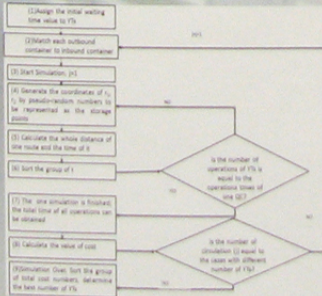 (1)Assign the initial waiting
time value to YTs
j=j+1
(2)Match each outbound
container to inbound container
(3) Start Simulation, j=1
(4) Generate the coordinates of
by pseudo-random numbers to
be represented as the storage
points
NO
(5) Calculate the whole distance of
one route and the time of it
(6) Sort the group of t
Is the number of
operations of YTs is
equal to the
operations times of
one QC?
(7) The one simulation is finished,
the total time of all operations can
be obtained
(8) Calculate the value of cost
Is the number of
simulation (j) equal to
the cases with different
number of YTs?
(9)Simulation Over, Sort the group
of total cost numbers, determine
the best number of YTs